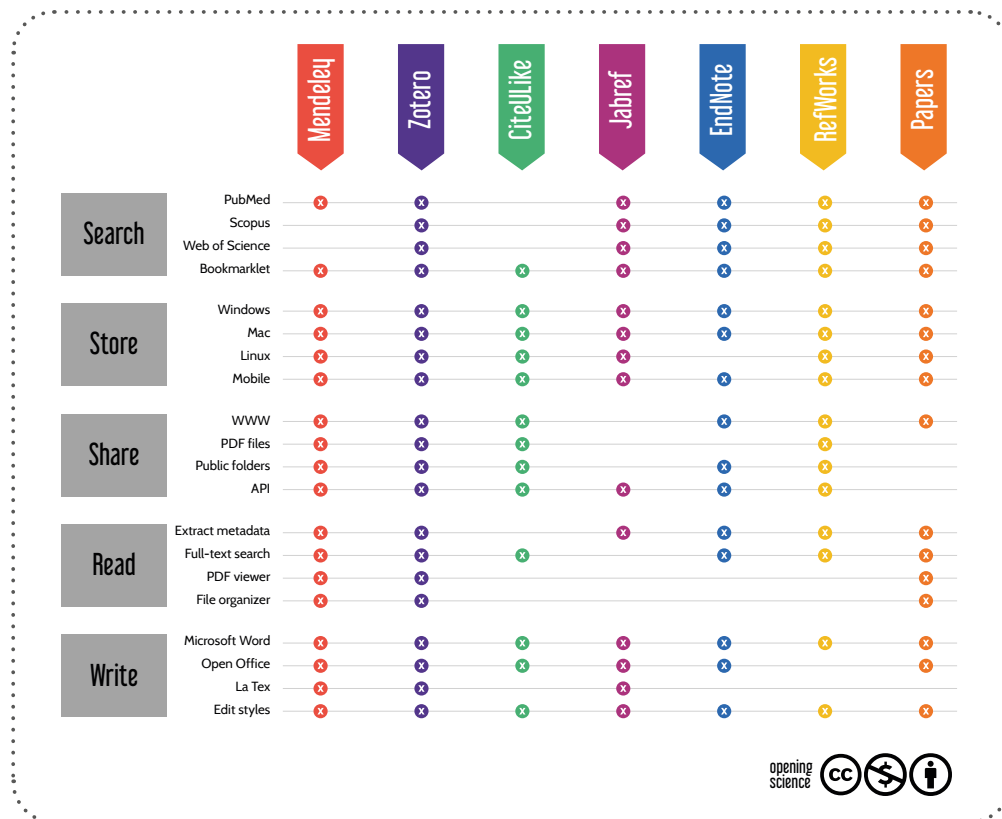 Mendeley
Zotero
CiteULike
Jabref
EndNote
RefWorks
Papers
Search
PubMed x x x x x x
Scopus x x x x x
Web of Science x x x x x
Bookmarklet x x x x x x x
Store
Windows x x x x x x x
Mac x x x x x x x
Linux x x x x x x
Mobile x x x x x x x
Share
WWW x x x x x x
PDF files x x x x
Public folders x x x x x
API x x x x x x
Read
Extract metadata x x x x x x
Full-text search x x x x x x
PDF viewer x x x
File organizer x x x
Write
Microsoft Word x x x x x x x
Open Office x x x x x x
La Tex x x x
Edit styles x x x x x x x
opening
science
cc
$